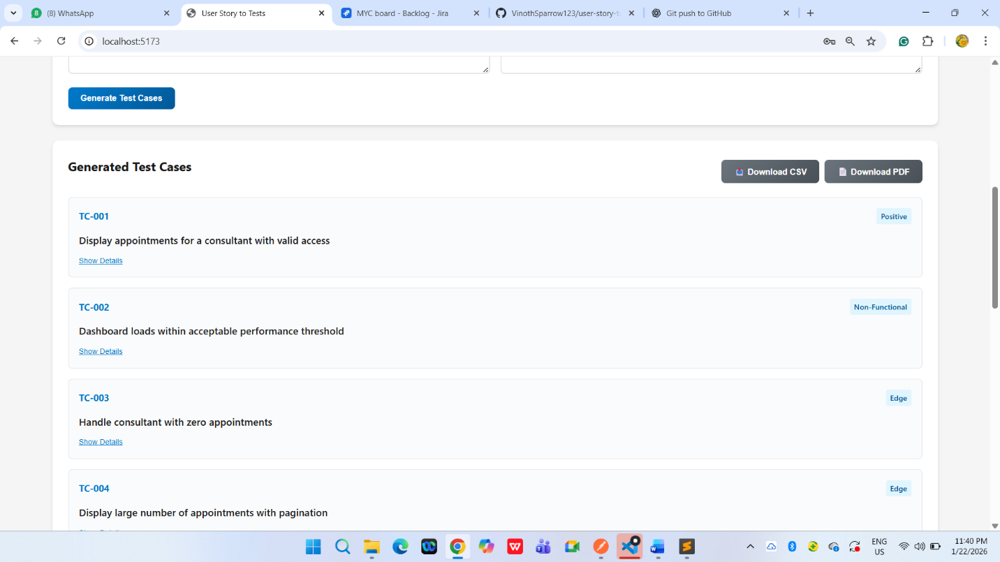 8
(8) WhatsApp
User Story to Tests
MYC board - Backlog - Jira
VinothSparrow123/user-story-t
Git push to GitHub
localhost:5173
Generate Test Cases
Generated Test Cases
Download CSV
Download PDF
TC-001
Positive
Display appointments for a consultant with valid access
Show Details
TC-002
Non-Functional
Dashboard loads within acceptable performance threshold
Show Details
TC-003
Edge
Handle consultant with zero appointments
Show Details
TC-004
Edge
Display large number of appointments with pagination
ENG
US
11:40 PM
1/22/2026